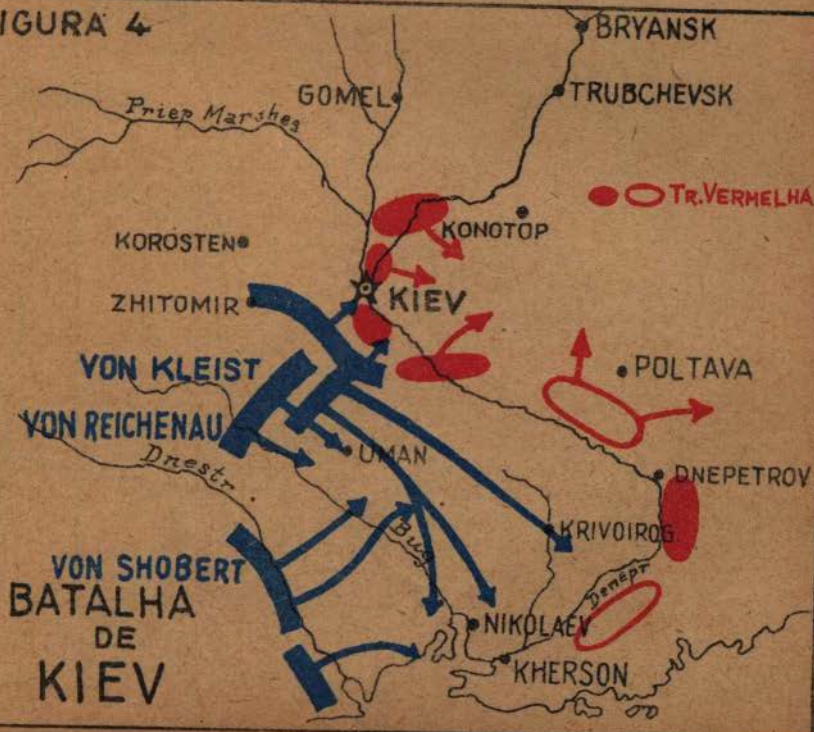 IGURA 4
BRYANSK
GOMEL
TRUBCHEVSK
Priep Marshes
TR.VERMELHA
KONOTOP
KOROSTEN
ZHITOMIR
KIEV
VON KLEIST
POLTAVA
VON REICHENAU
UMAN
Dnestr
DNEPETROV
KRIVOIROG
Bug
VON SHOBERT
Denepr
BATALHA
DE
KIEV
NIKOLAEV
KHERSON